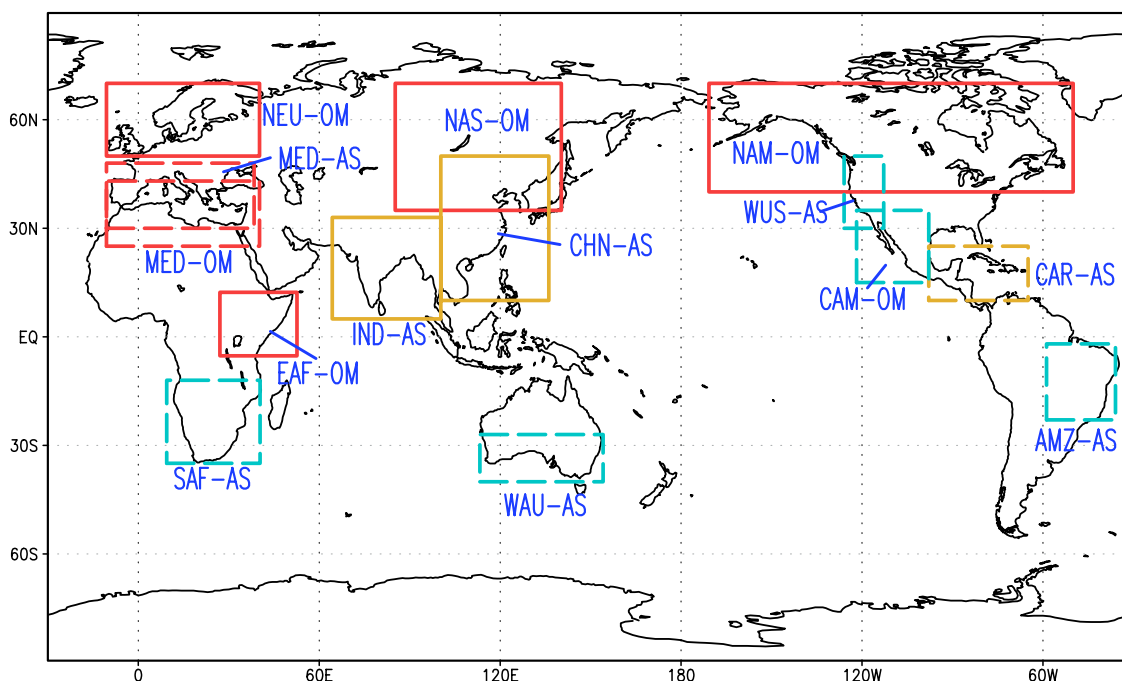 60N
NEU-OM
NAS-OM
NAM-OM
MED-AS
WUS-AS
30N
MED-OM
CHN-AS
CAR-AS
CAM-OM
IND-AS
EQ
EAF-OM
AMZ-AS
30S
SAF-AS
WAU-AS
60S
0
60E
120E
180
120W
60W